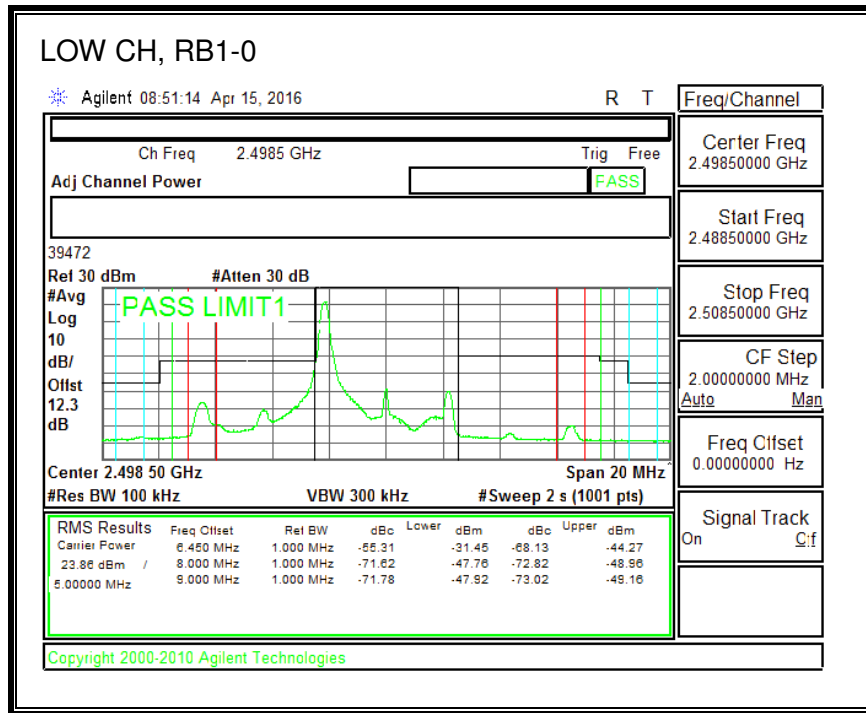 LOW CH, RB1-0
Agilent 08:51:14 Apr 15, 2016 R T
Freq/Channel
Ch Freq 2.4985 GHz Trig Free
Adj Channel Power PASS
39472
Ref 30 dBm #Atten 30 dB
#Avg
Log
10
dB/
Offst
12.3
dB
PASS LIMIT1
Center 2.498 50 GHz Span 20 MHz
#Res BW 100 kHz VBW 300 kHz #Sweep 2 s (1001 pts)
RMS Results Freq Offset Ref BW dBc Lower dBm dBc Upper dBm
Carrier Power 6.450 MHz 1.000 MHz -55.31 -31.45 -68.13 -44.27
23.86 dBm / 8.000 MHz 1.000 MHz -71.62 -47.76 -72.82 -48.96
5.00000 MHz 9.000 MHz 1.000 MHz -71.78 -47.92 -73.02 -49.16
Copyright 2000-2010 Agilent Technologies
Center Freq
2.49850000 GHz
Start Freq
2.48850000 GHz
Stop Freq
2.50850000 GHz
CF Step
2.00000000 MHz
Auto Man
Freq Offset
0.00000000 Hz
Signal Track
On Off